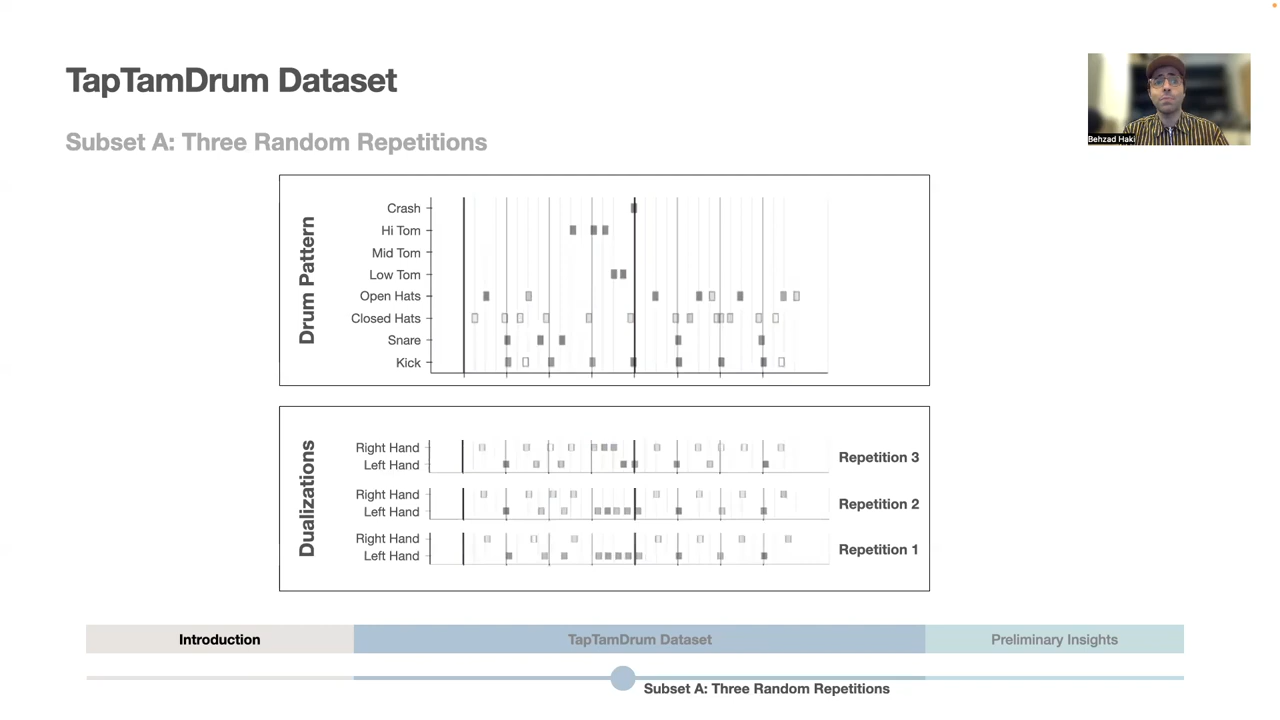 TapTamDrum Dataset
Subset A: Three Random Repetitions
Behzad Haki
Drum Pattern
Crash
Hi Tom
Mid Tom
Low Tom
Open Hats
Closed Hats
Snare
Kick
Dualizations
Right Hand
Left Hand
Repetition 3
Right Hand
Left Hand
Repetition 2
Right Hand
Left Hand
Repetition 1
Introduction
TapTamDrum Dataset
Preliminary Insights
Subset A: Three Random Repetitions